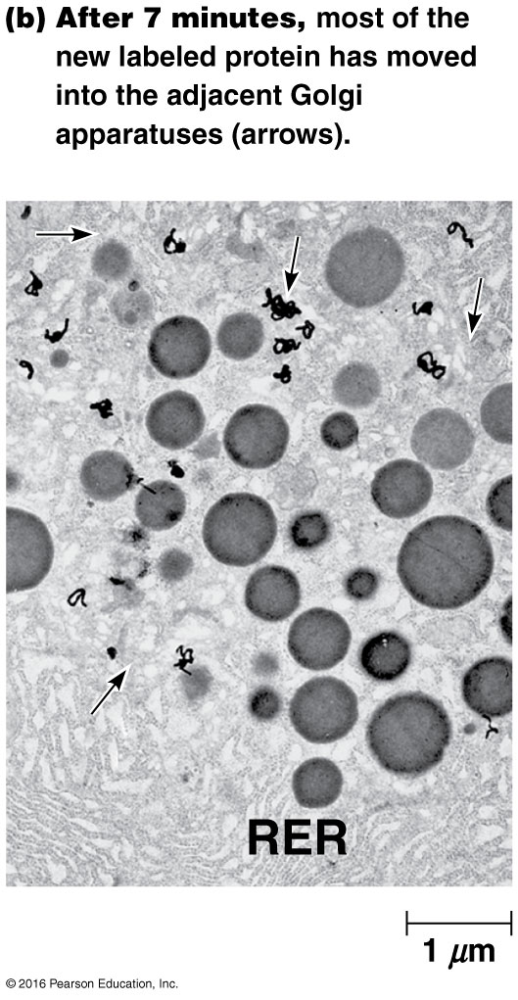 (b) After 7 minutes, most of the
new labeled protein has moved
into the adjacent Golgi
apparatuses (arrows).
RER
1 μm
© 2016 Pearson Education, Inc.